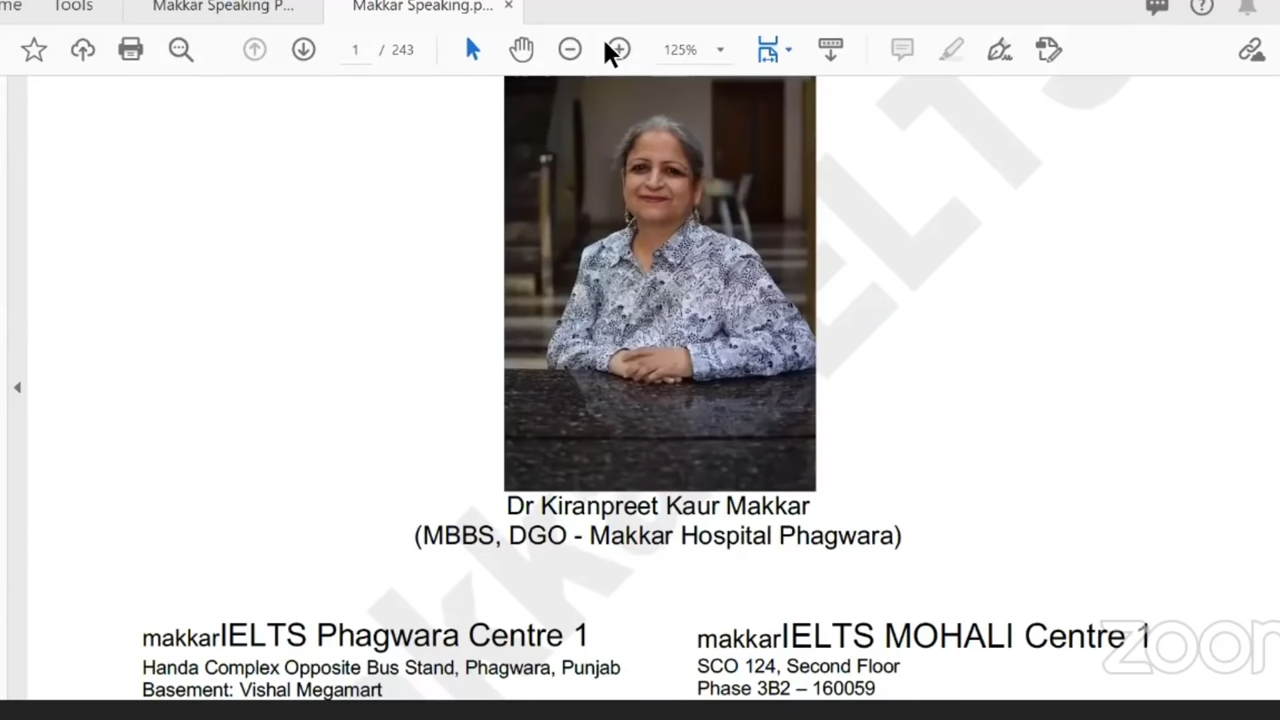 me Tools Makkar Speaking P... Makkar Speaking.p... ×
1 / 243 125%
Dr Kiranpreet Kaur Makkar
(MBBS, DGO - Makkar Hospital Phagwara)
makkarIELTS Phagwara Centre 1
Handa Complex Opposite Bus Stand, Phagwara, Punjab
Basement: Vishal Megamart
makkarIELTS MOHALI Centre 1
SCO 124, Second Floor
Phase 3B2 – 160059
zoom